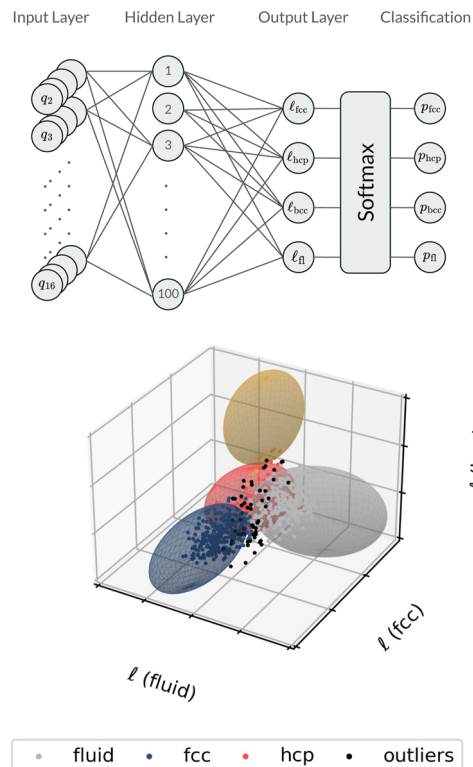 Input Layer Hidden Layer Output Layer Classification
q2
q3
q16
1
2
3
100
ℓfcc
ℓhcp
ℓbcc
ℓfl
Softmax
pfcc
phcp
pbcc
pfl
ℓ (fluid)
ℓ (fcc)
fluid fcc hcp outliers